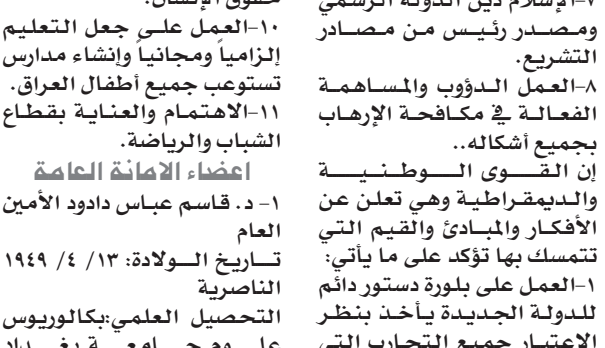 ٧-الإسلام دين الدولة الرسمي
ومصدر رئيس من مصادر
التشريع.
٨-العمل الدؤوب والمساهمة
الفعالة في مكافحة الإرهاب
بجميع أشكاله..
إن القوى الوطنية
والديمقراطية وهي تعلن عن
الأفكار والمبادئ والقيم التي
تتمسك بها تؤكد على ما يأتي:
١-العمل على بلورة دستور دائم
للدولة الجديدة يأخذ بنظر
الاعتبار جميع التجارب التي
حقوق الإنسان.
١٠-العمل على جعل التعليم
إلزامياً ومجانياً وإنشاء مدارس
تستوعب جميع أطفال العراق.
١١-الاهتمام والعناية بقطاع
الشباب والرياضة.
اعضاء الامانة العامة
١- د. قاسم عباس دادود الأمين
العام
تاريخ الولادة: ١٣/ ٤/ ١٩٤٩
الناصرية
التحصيل العلمي:بكالوريوس
علوم جامعة بغداد